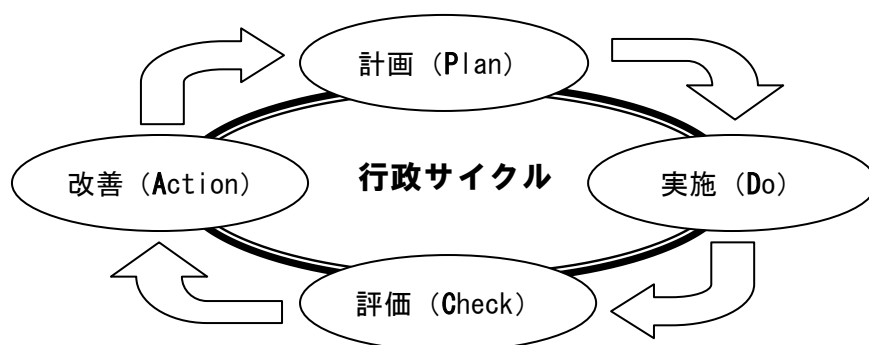 計画（Plan）
改善（Action）
行政サイクル
実施（Do）
評価（Check）